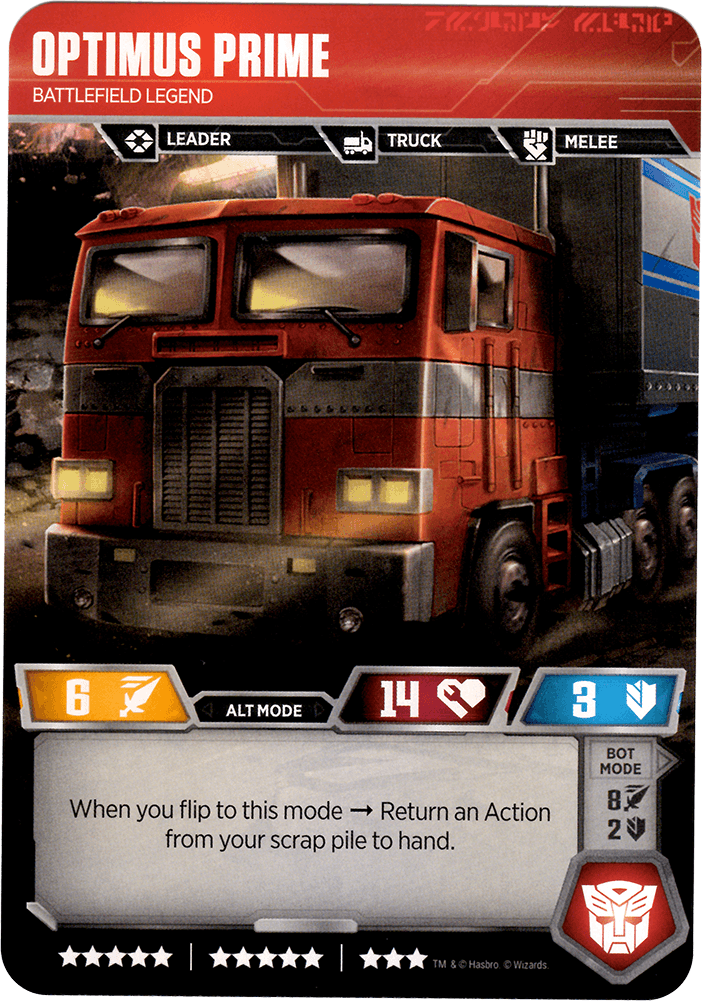 OPTIMUS PRIME
BATTLEFIELD LEGEND
LEADER TRUCK MELEE
6 ALT MODE 14 3
BOT
MODE
8
2
When you flip to this mode → Return an Action
from your scrap pile to hand.
TM & © Hasbro. © Wizards.